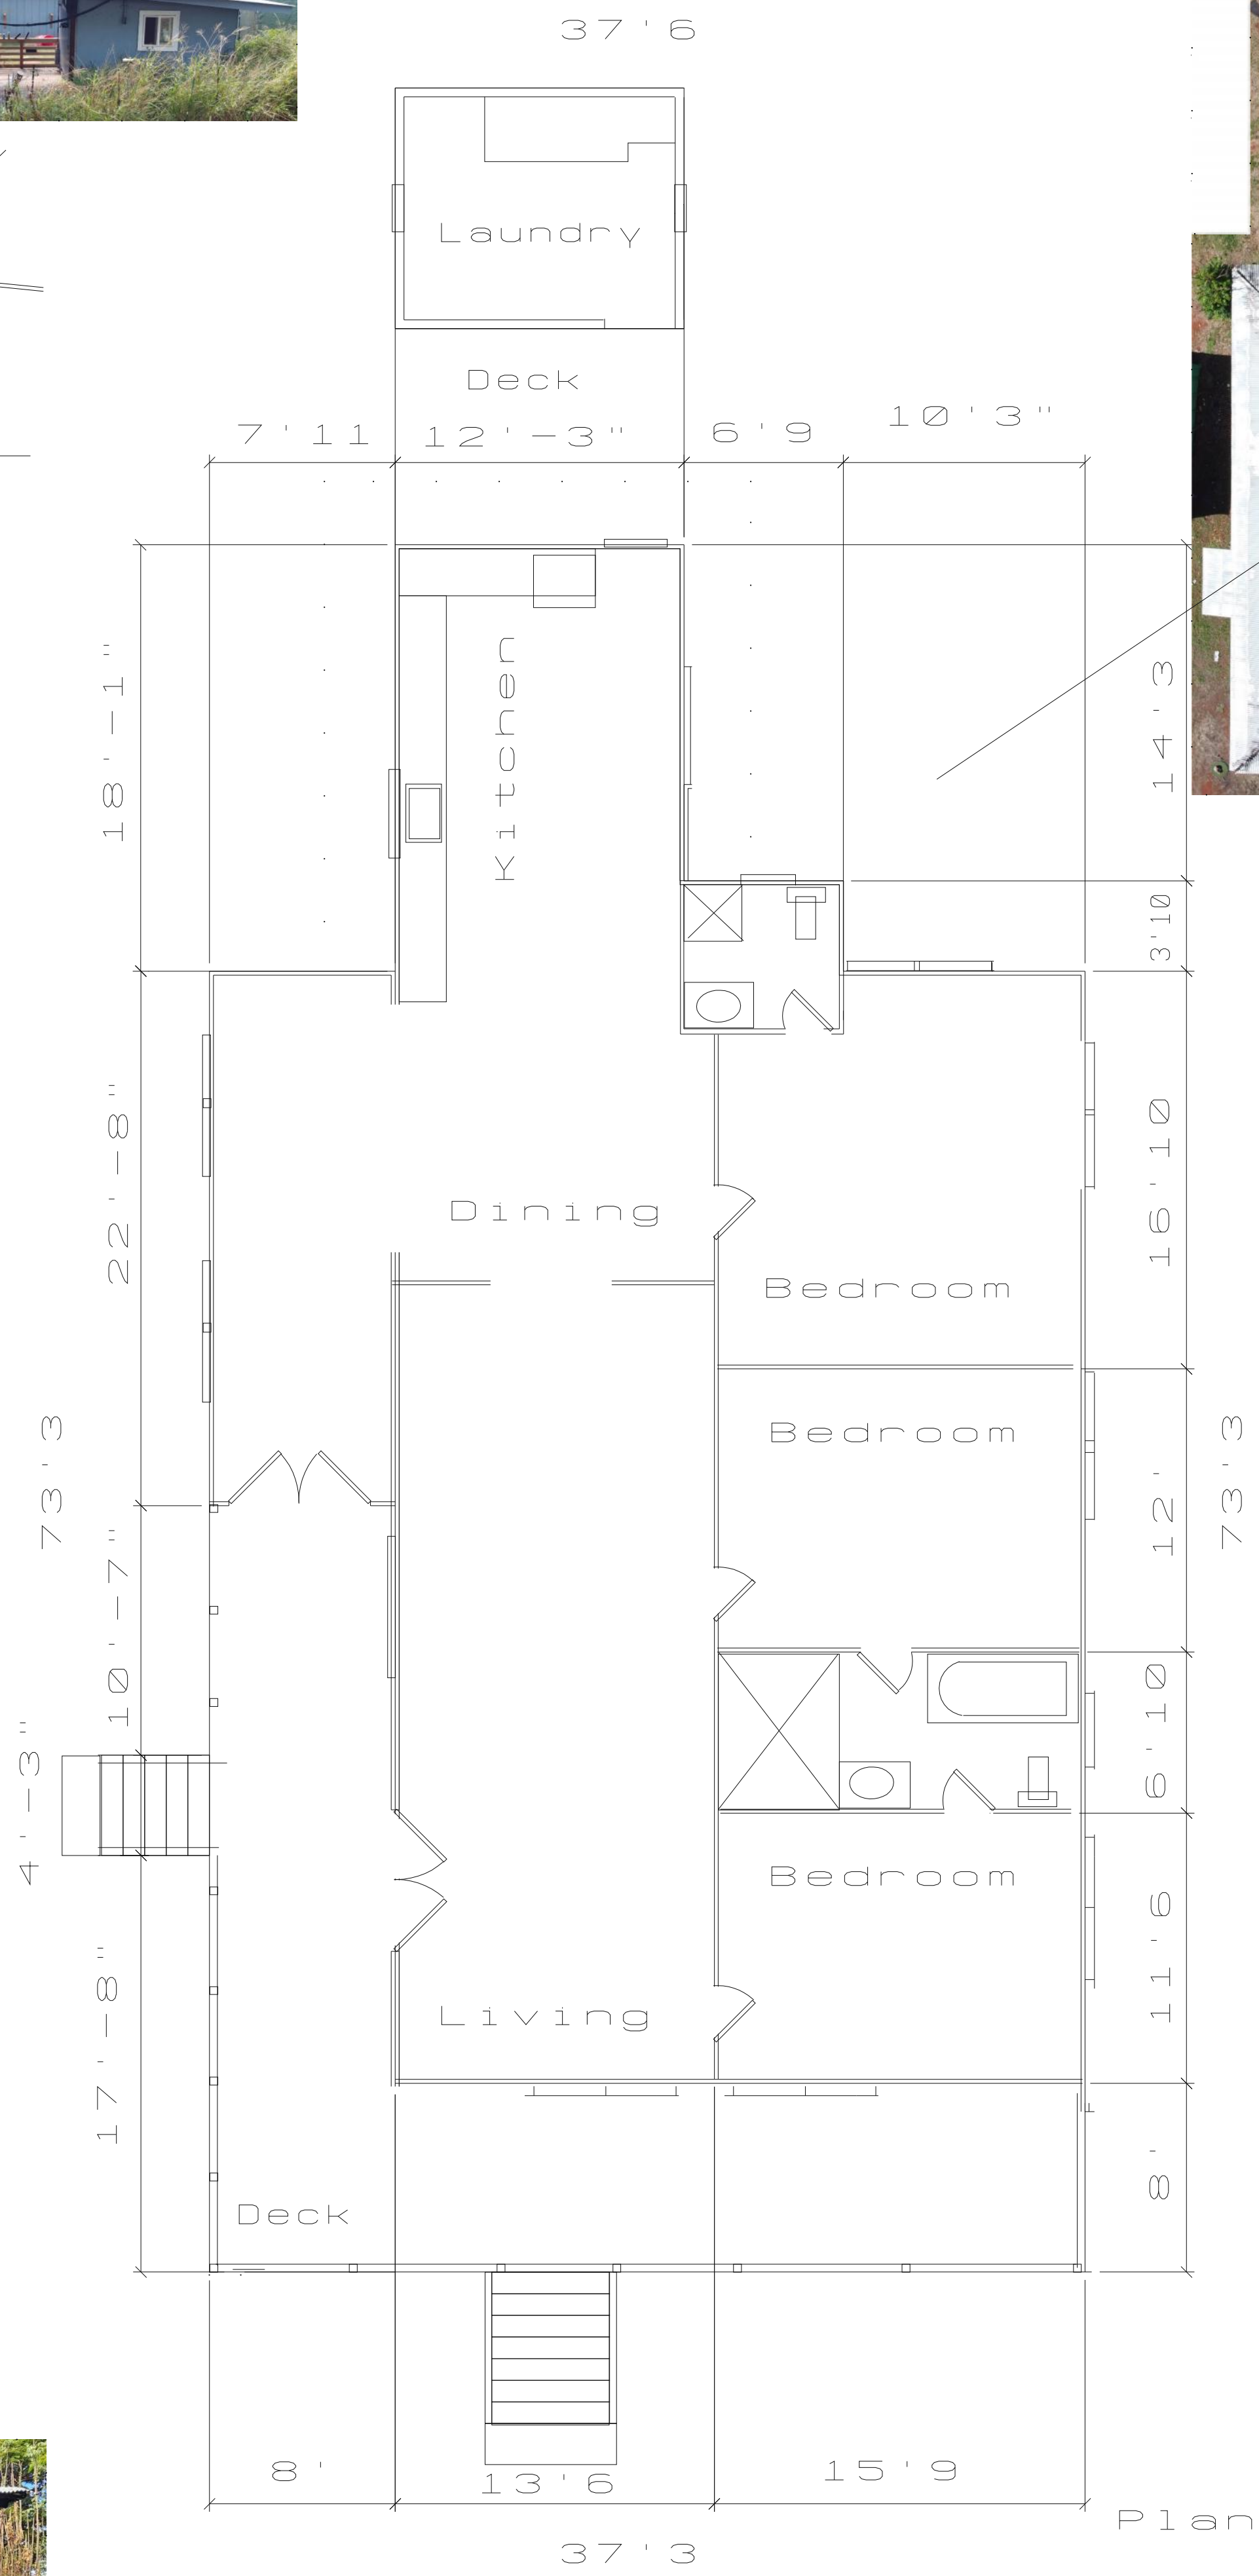 37'6
Laundry
Deck
7'11 12'-3" 6'9 10'3"
18'-1"
Kitchen
14'3
3'10
22'-8"
16'10
Dining
Bedroom
Bedroom
73'3
12'
73'3
10'-7"
4'-3"
6'10
Bedroom
11'6
17'-8"
Living
8'
Deck
8' 13'6 15'9
Plan
37'3